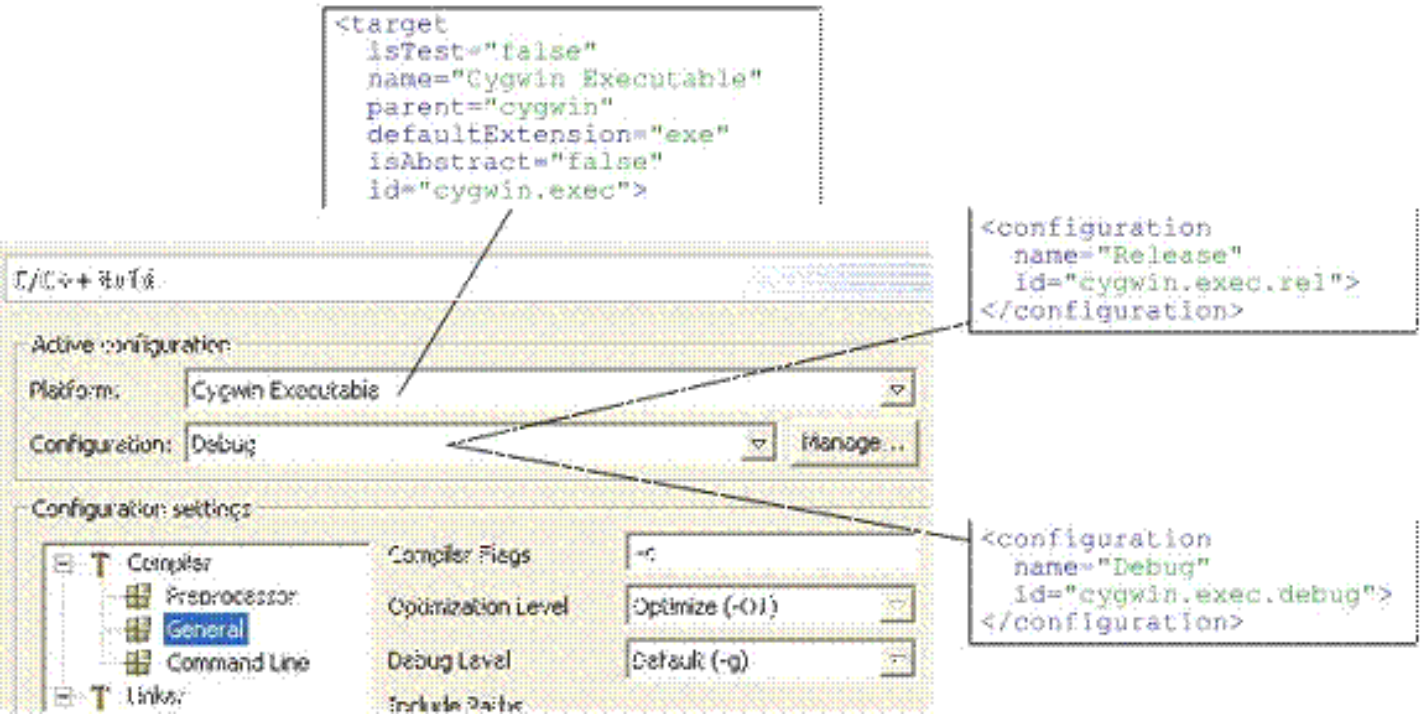 <target
isTest="false"
name="Cygwin Executable"
parent="cygwin"
defaultExtension="exe"
isAbstract="false"
id="cygwin.exec">
<configuration
name="Release"
id="cygwin.exec.rel">
</configuration>
C/C++ Build
Active configuration
Platform: Cygwin Executable
Configuration: Debug Manage...
Configuration settings
Compiler Compiler Flags -c
Preprocessor Optimization Level Optimize (-O1)
General
Command Line Debug Level Default (-g)
Linker Include Paths
<configuration
name="Debug"
id="cygwin.exec.debug">
</configuration>